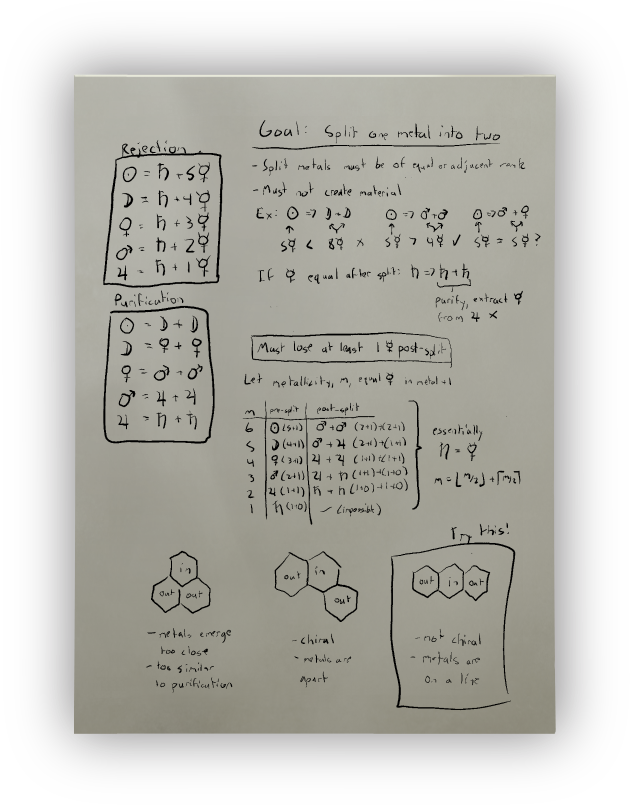 Goal: Split one metal into two
- Split metals must be of equal or adjacent rank
- Must not create material
Ex: ☉ => ☽ + ☽   ☉ => ♂ + ♂   ☉ => ♂ + ♀
↑   ↑   ↑
5☿ < 8☿ ×   5☿ > 4☿ ✓   5☿ = 5☿ ?
If ☿ equal after split: ♄ => ♄ + ♄
purify, extract ☿
from ♃ ×
Rejection
☉ = ♄ + 5☿
☽ = ♄ + 4☿
♀ = ♄ + 3☿
♂ = ♄ + 2☿
♃ = ♄ + 1☿
Purification
☉ = ☽ + ☽
☽ = ♀ + ♀
♀ = ♂ + ♂
♂ = ♃ + ♃
♃ = ♄ + ♄
Must lose at least 1 ☿ post-split
Let metallicity, m, equal ☿ in metal + 1
m pre-split post-split
6 ☉ (5+1) ♂ + ♂ (2+1)+(2+1)
5 ☽ (4+1) ♂ + ♃ (2+1)+(1+1)
4 ♀ (3+1) ♃ + ♃ (1+1)+(1+1)
3 ♂ (2+1) ♃ + ♄ (1+1)+(1+0)
2 ♃ (1+1) ♄ + ♄ (1+0)+(1+0)
1 ♄ (1+0) - (impossible)
essentially
♄ = ☿
m = ⌊m/2⌋ + ⌈m/2⌉
in
out out
- metals emerge
too close
- too similar
to purification
out in
out
- chiral
- metals are
apart
Try this!
out in out
- not chiral
- metals are
on a line